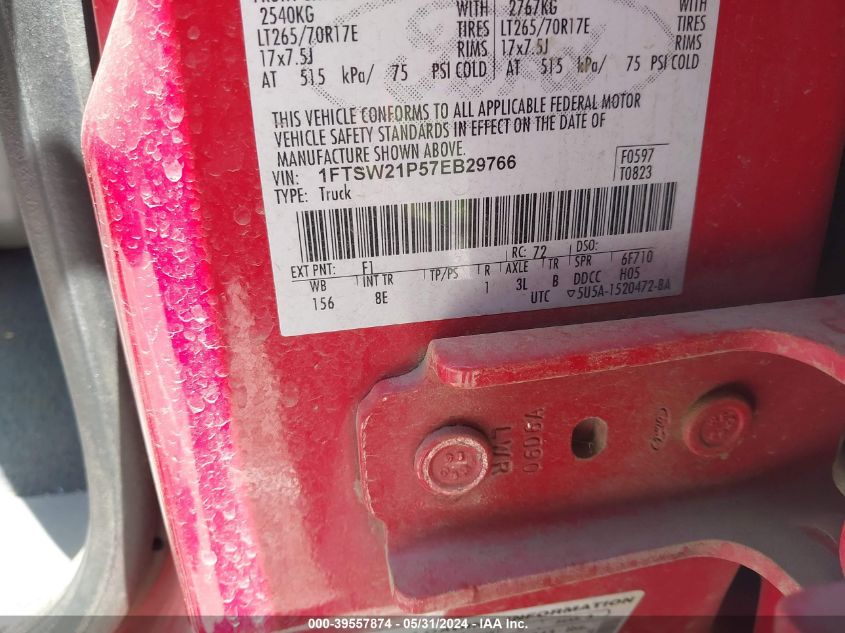 2540KG WITH 2767KG WITH
LT265/70R17E TIRES LT265/70R17E TIRES
17x7.5J RIMS 17x7.5J RIMS
AT 515 kPa/ 75 PSI COLD AT 515 kPa/ 75 PSI COLD
THIS VEHICLE CONFORMS TO ALL APPLICABLE FEDERAL MOTOR
VEHICLE SAFETY STANDARDS IN EFFECT ON THE DATE OF
MANUFACTURE SHOWN ABOVE.
VIN: 1FTSW21P57EB29766 F0597
TYPE: Truck T0823
EXT PNT: F1 RC: 72 DSO:
WB INT TR TP/PS R AXLE TR SPR 6F710
156 8E 1 3L B DDCC H05
UTC ▽5U5A-1520472-BA
A9090
LWR
INFORMATION
000-39557874 | 05/31/2024 | IAA Inc.